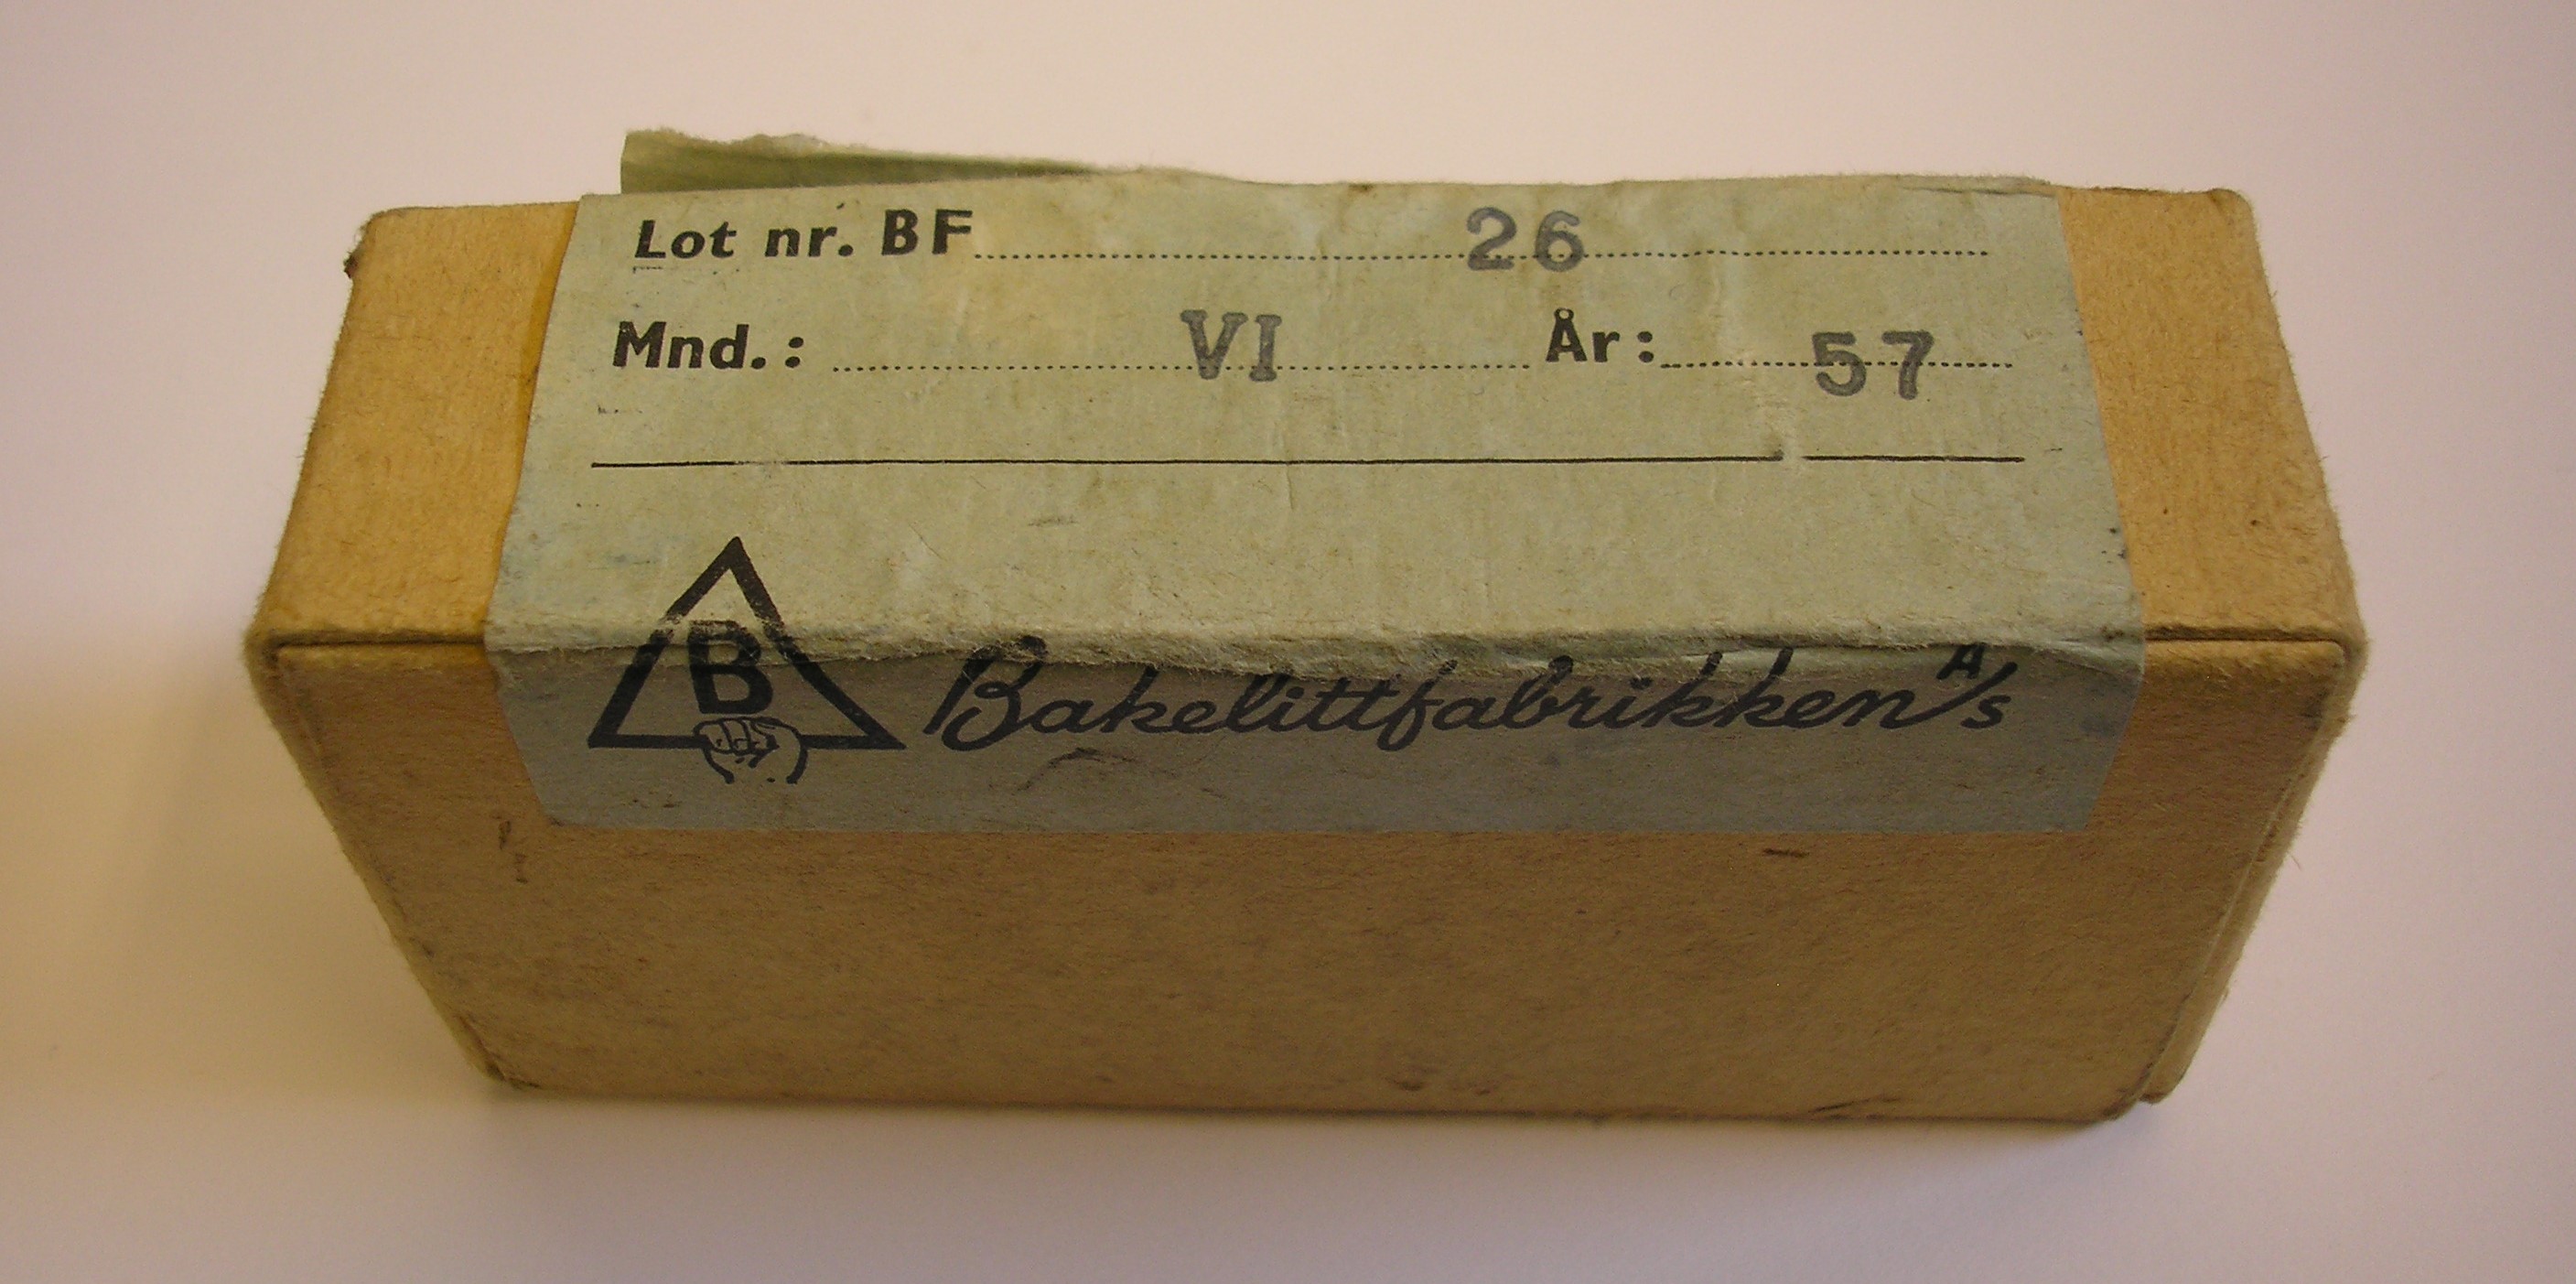 Lot nr. BF 26
Mnd.: VI År: 57
B
Bakelittfabrikken A/s